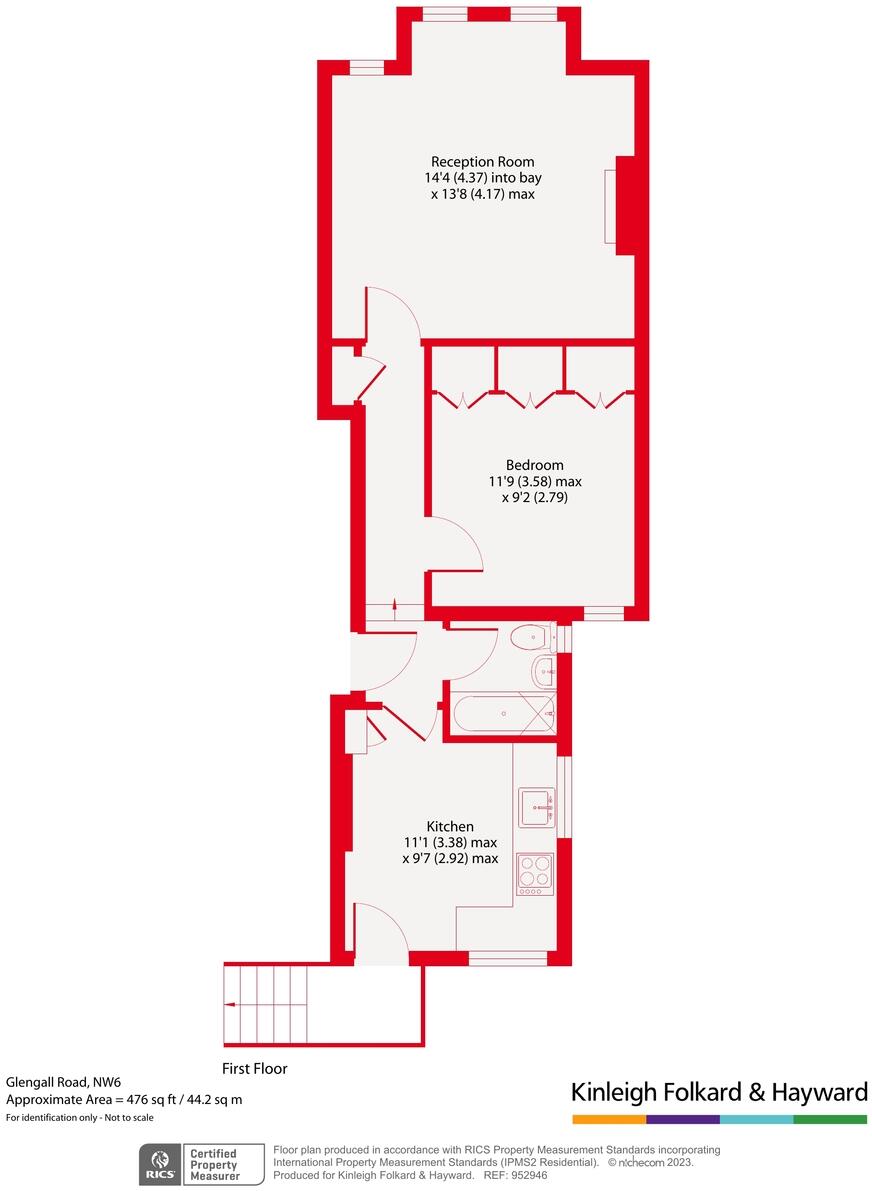 Reception Room
14'4 (4.37) into bay
x 13'8 (4.17) max
Bedroom
11'9 (3.58) max
x 9'2 (2.79)
Kitchen
11'1 (3.38) max
x 9'7 (2.92) max
First Floor
Glengall Road, NW6
Approximate Area = 476 sq ft / 44.2 sq m
For identification only - Not to scale
Kinleigh Folkard & Hayward
RICS
Certified
Property
Measurer
Floor plan produced in accordance with RICS Property Measurement Standards incorporating
International Property Measurement Standards (IPMS2 Residential). © n!checom 2023.
Produced for Kinleigh Folkard & Hayward. REF: 952946